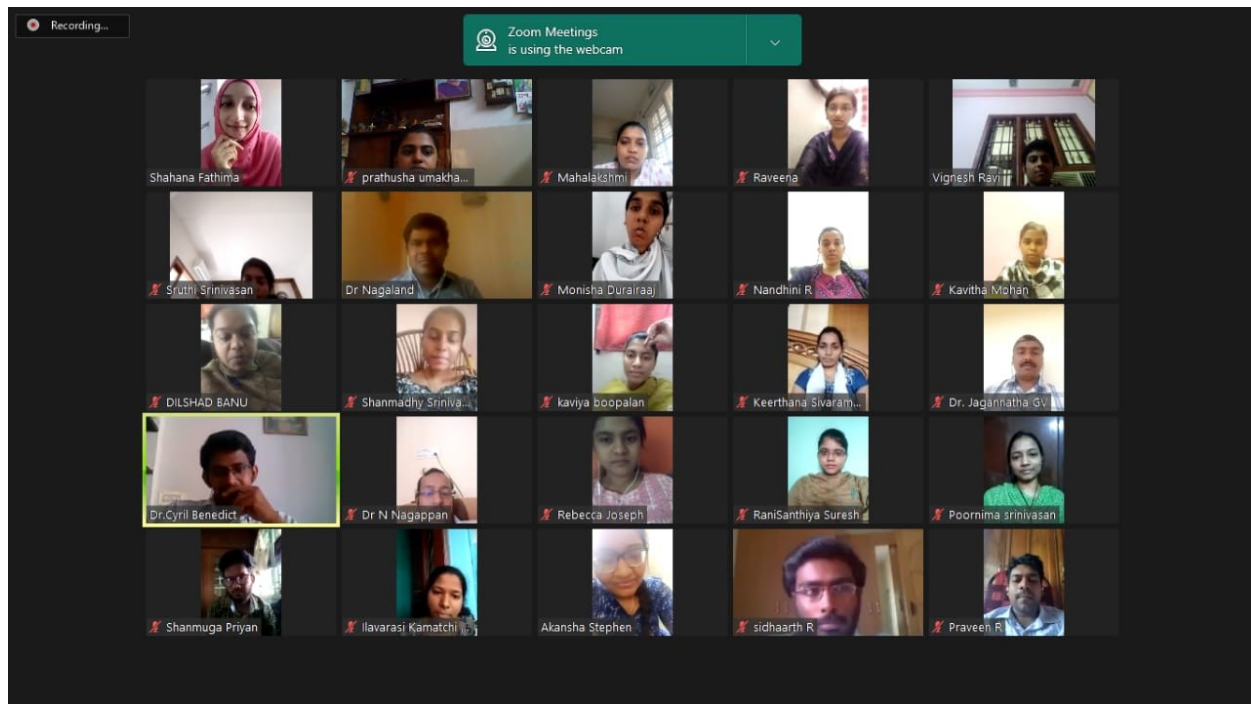 Recording...
Zoom Meetings
is using the webcam
Shahana Fathima
prathusha umakha...
Mahalakshmi
Raveena
Vignesh Ravi
Sruthi Srinivasan
Dr Nagaland
Monisha Durairaaj
Nandhini R
Kavitha Mohan
DILSHAD BANU
Shanmadhy Sriniva...
kaviya boopalan
Keerthana Sivaram...
Dr. Jagannatha GV
Dr.Cyril Benedict
Dr N Nagappan
Rebecca Joseph
RaniSanthiya Suresh
Poornima srinivasan
Shanmuga Priyan
Ilavarasi Kamatchi
Akansha Stephen
sidhaarth R
Praveen R